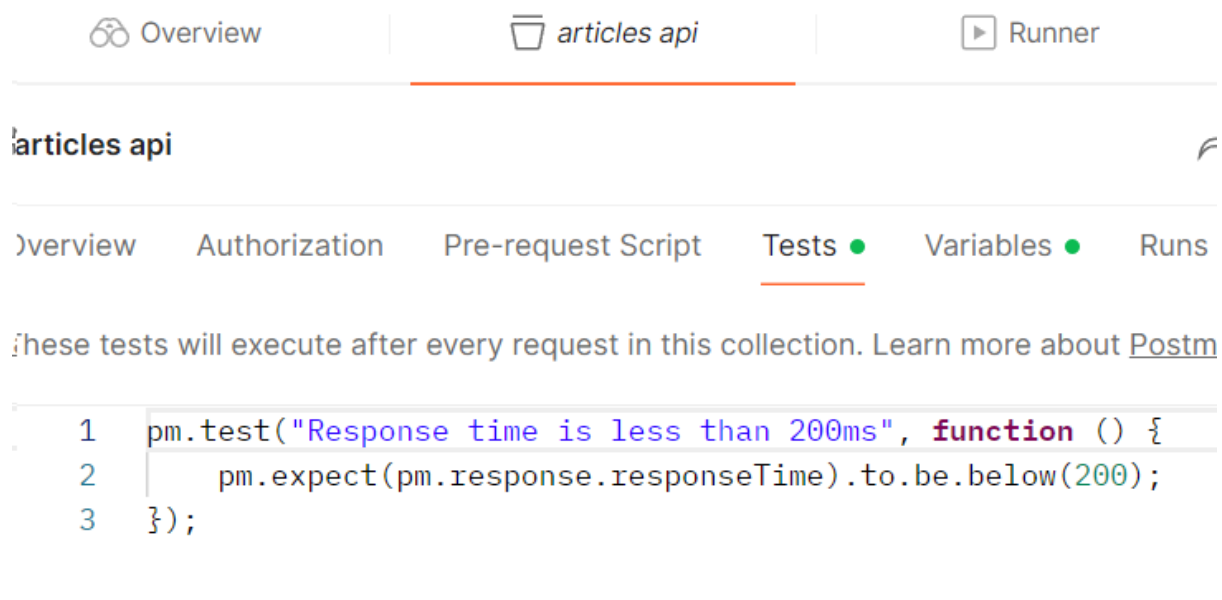 Overview articles api Runner
articles api
Overview Authorization Pre-request Script Tests Variables Runs
These tests will execute after every request in this collection. Learn more about Postm
1 pm.test("Response time is less than 200ms", function () {
2 pm.expect(pm.response.responseTime).to.be.below(200);
3 });